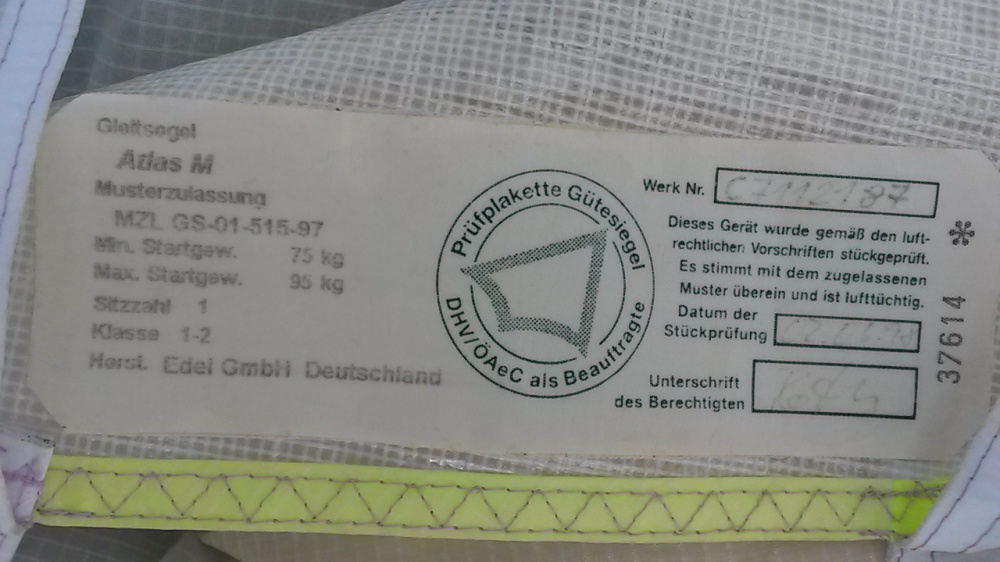 Gleitsegel
Atlas M
Musterzulassung
MZL GS-01-515-97
Min. Startgew. 75 kg
Max. Startgew. 95 kg
Sitzzahl 1
Klasse 1-2
Herst. Edel GmbH Deutschland
Prüfplakette Gütesiegel
DHV/ÖAeC als Beauftragte
Werk Nr.
Dieses Gerät wurde gemäß den luft-
rechtlichen Vorschriften stückgeprüft.
Es stimmt mit dem zugelassenen
Muster überein und ist lufttüchtig.
Datum der
Stückprüfung
Unterschrift
des Berechtigten
37614 *